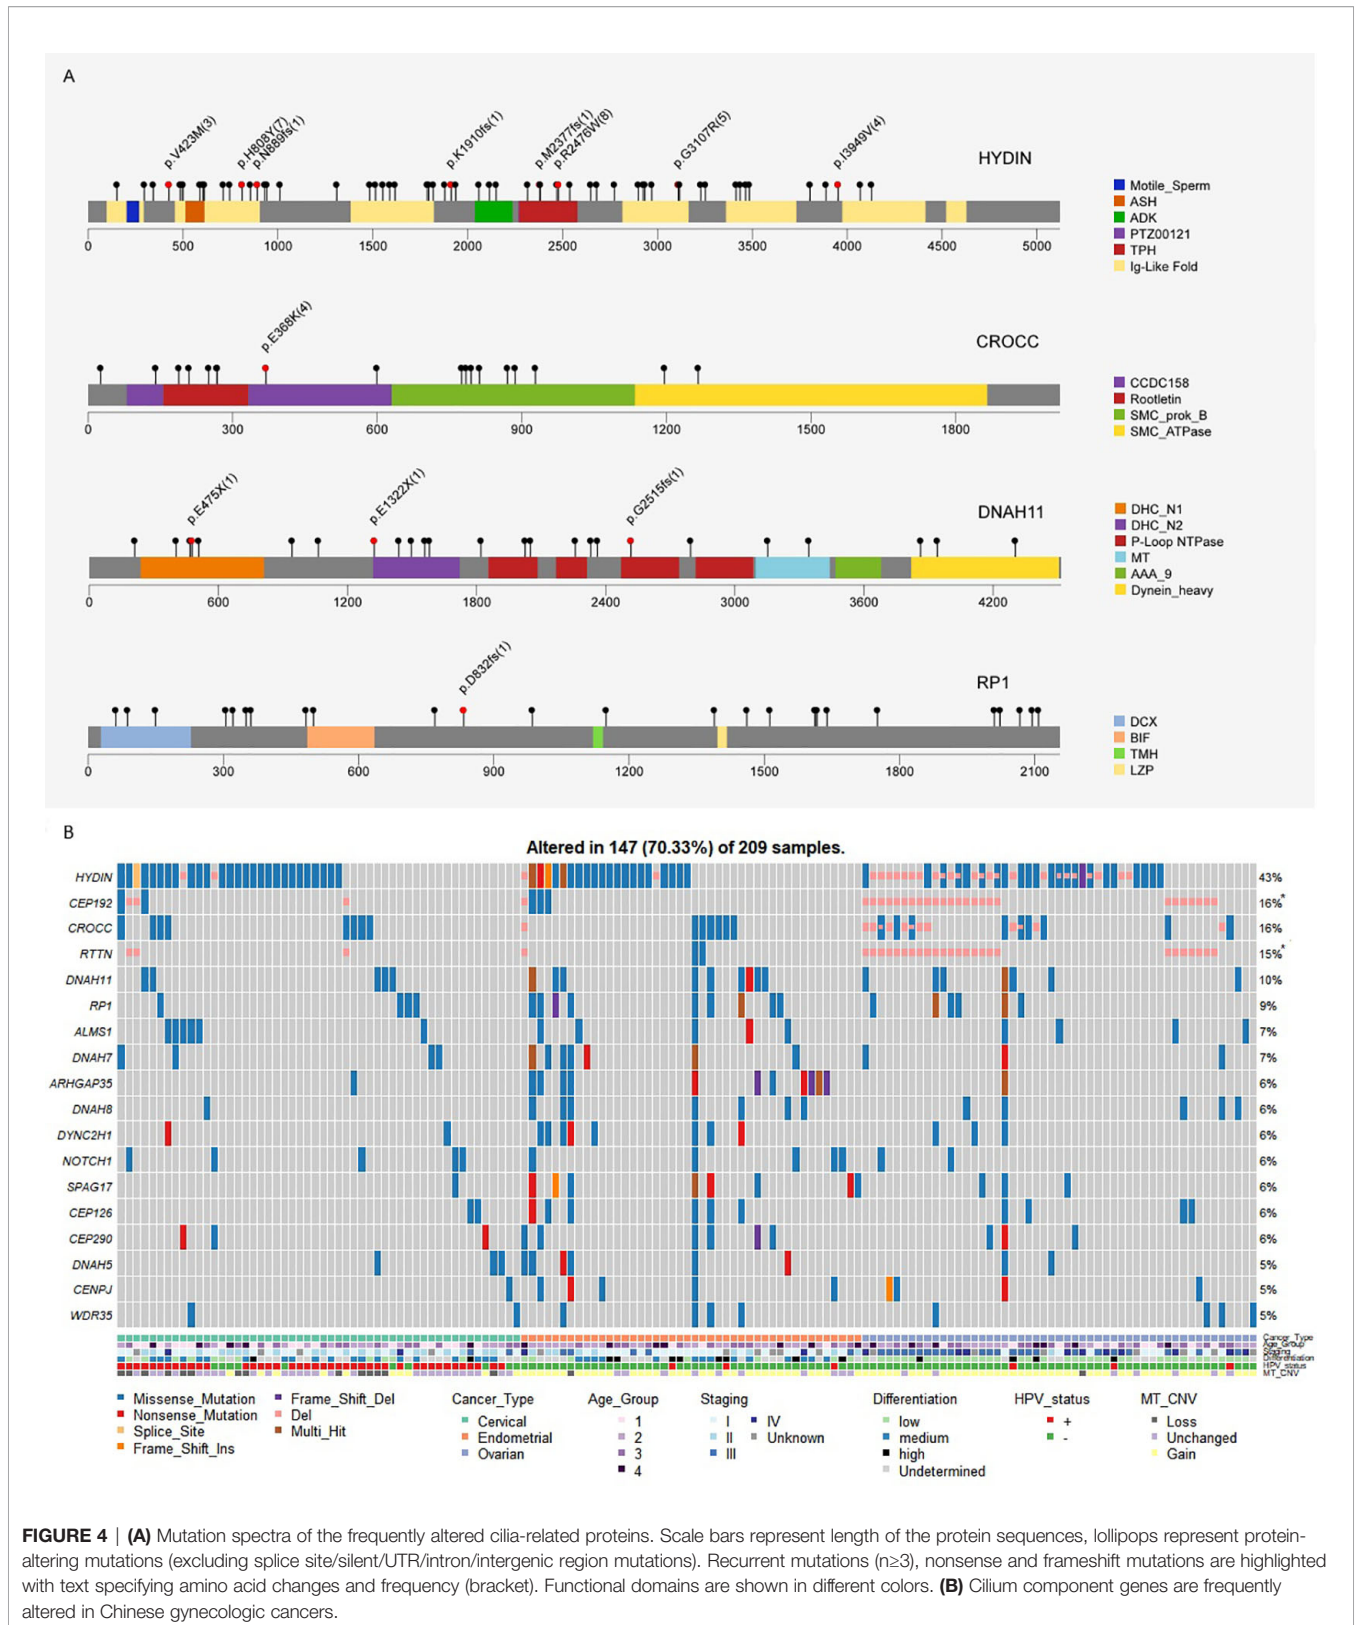 A
p.V423M(3)
p.H808Y(7)
p.N889fs(1)
p.K1910fs(1)
p.M2377fs(1)
p.R2476W(8)
p.G3107R(5)
p.I3949V(4)
HYDIN
Motile_Sperm
ASH
ADK
PTZ00121
TPH
Ig-Like Fold
0 500 1000 1500 2000 2500 3000 3500 4000 4500 5000
p.E368K(4)
CROCC
CCDC158
Rootletin
SMC_prok_B
SMC_ATPase
0 300 600 900 1200 1500 1800
p.E475X(1)
p.E1322X(1)
p.G2515fs(1)
DNAH11
DHC_N1
DHC_N2
P-Loop NTPase
MT
AAA_9
Dynein_heavy
0 600 1200 1800 2400 3000 3600 4200
p.D832fs(1)
RP1
DCX
BIF
TMH
LZP
0 300 600 900 1200 1500 1800 2100
B
Altered in 147 (70.33%) of 209 samples.
HYDIN 43%
CEP192 16%*
CROCC 16%
RTTN 15%*
DNAH11 10%
RP1 9%
ALMS1 7%
DNAH7 7%
ARHGAP35 6%
DNAH8 6%
DYNC2H1 6%
NOTCH1 6%
SPAG17 6%
CEP126 6%
CEP290 6%
DNAH5 5%
CENPJ 5%
WDR35 5%
Cancer_Type
Age_Group
Staging
Differentiation
HPV_status
MT_CNV
Missense_Mutation Frame_Shift_Del Cancer_Type Age_Group Staging Differentiation HPV_status MT_CNV
Nonsense_Mutation Del Cervical 1 I IV low + Loss
Splice_Site Multi_Hit Endometrial 2 II Unknown medium - Unchanged
Frame_Shift_Ins Ovarian 3 III high Gain
4 Undetermined
FIGURE 4 | (A) Mutation spectra of the frequently altered cilia-related proteins. Scale bars represent length of the protein sequences, lollipops represent protein-
altering mutations (excluding splice site/silent/UTR/intron/intergenic region mutations). Recurrent mutations (n≥3), nonsense and frameshift mutations are highlighted
with text specifying amino acid changes and frequency (bracket). Functional domains are shown in different colors. (B) Cilium component genes are frequently
altered in Chinese gynecologic cancers.